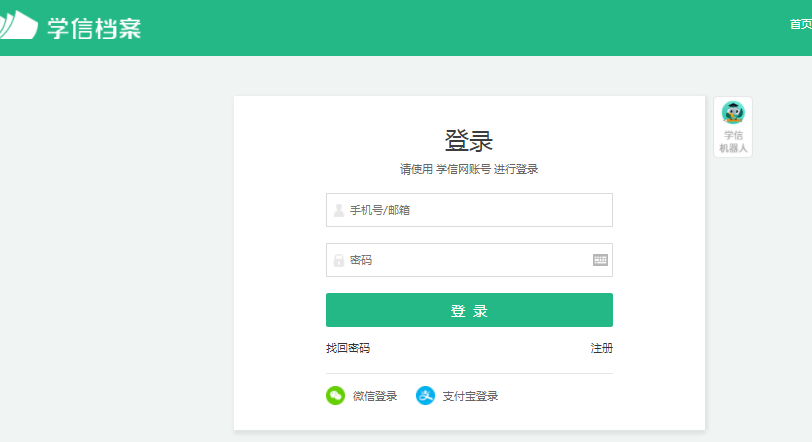 学信档案
首页
登录
请使用 学信网账号 进行登录
学信
机器人
手机号/邮箱
密码
登 录
找回密码 注册
微信登录 支付宝登录